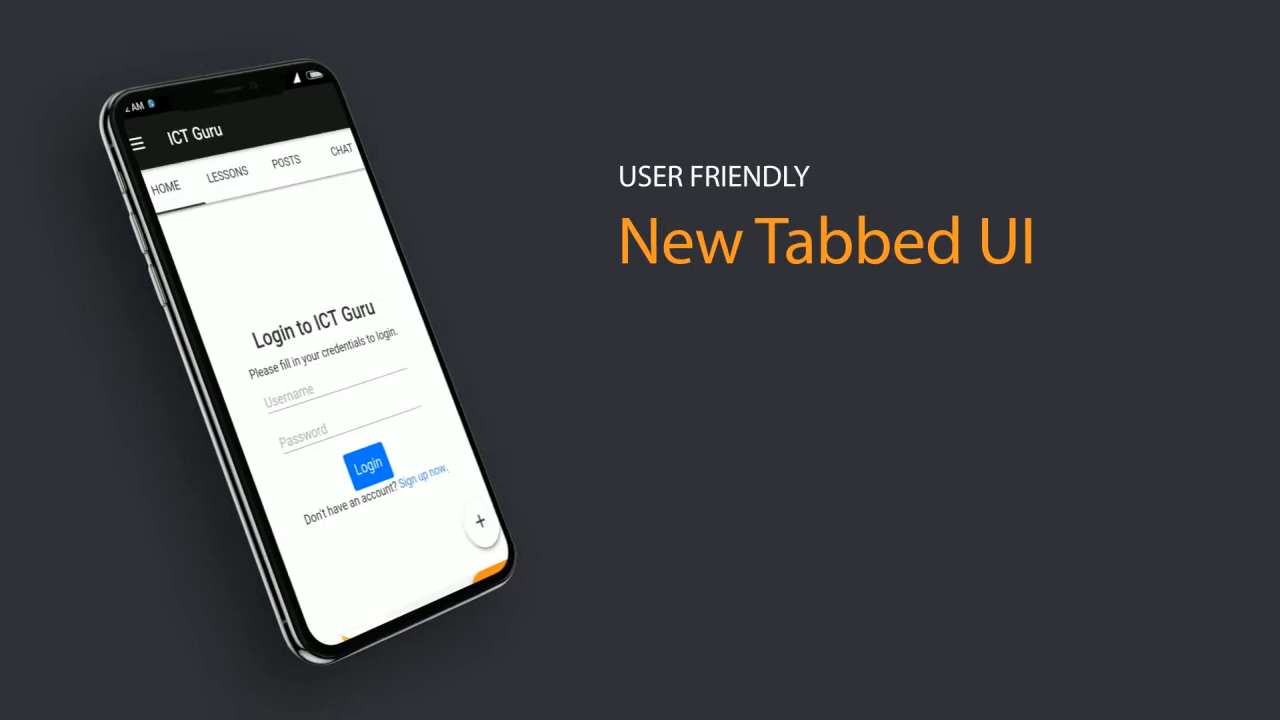 AM
ICT Guru
HOME LESSONS POSTS CHAT
Login to ICT Guru
Please fill in your credentials to login.
Username
Password
Login
Don't have an account? Sign up now.
+
USER FRIENDLY
New Tabbed UI